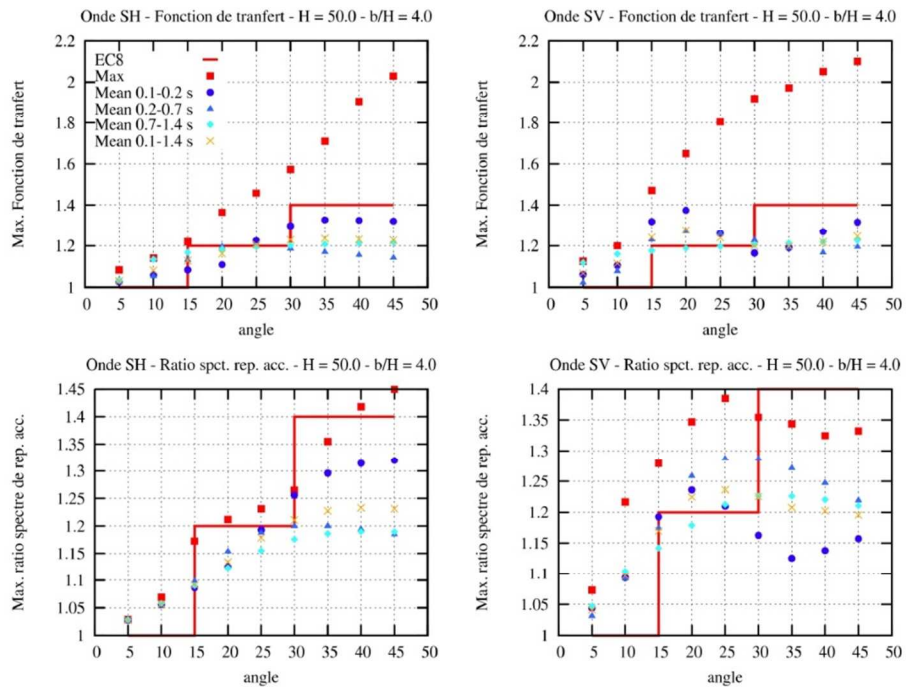 Onde SH - Fonction de tranfert - H = 50.0 - b/H = 4.0
Max. Fonction de tranfert
2.2
2
1.8
1.6
1.4
1.2
1
EC8
Max
Mean 0.1-0.2 s
Mean 0.2-0.7 s
Mean 0.7-1.4 s
Mean 0.1-1.4 s
0 5 10 15 20 25 30 35 40 45 50
angle
Onde SV - Fonction de tranfert - H = 50.0 - b/H = 4.0
Max. Fonction de tranfert
2.2
2
1.8
1.6
1.4
1.2
1
0 5 10 15 20 25 30 35 40 45 50
angle
Onde SH - Ratio spct. rep. acc. - H = 50.0 - b/H = 4.0
Max. ratio spectre de rep. acc.
1.45
1.4
1.35
1.3
1.25
1.2
1.15
1.1
1.05
1
0 5 10 15 20 25 30 35 40 45 50
angle
Onde SV - Ratio spct. rep. acc. - H = 50.0 - b/H = 4.0
Max. ratio spectre de rep. acc.
1.4
1.35
1.3
1.25
1.2
1.15
1.1
1.05
1
0 5 10 15 20 25 30 35 40 45 50
angle